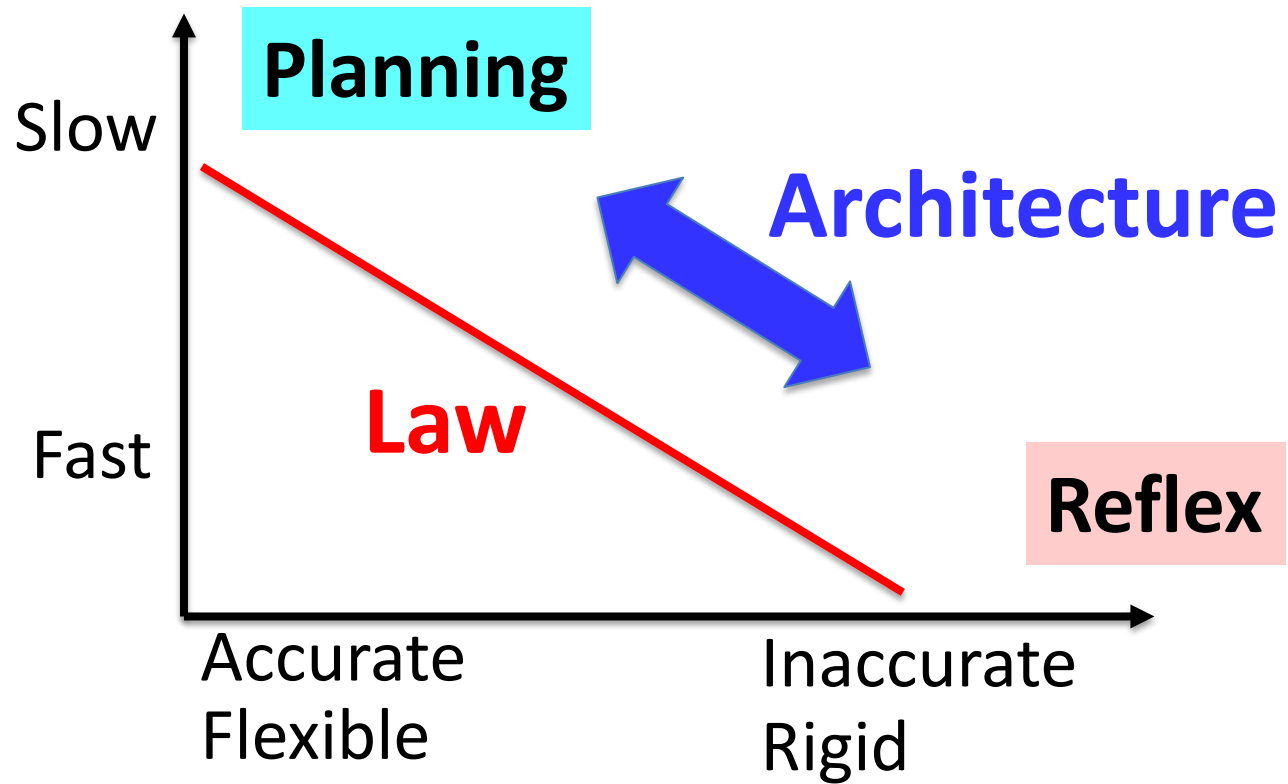 Planning
Slow
Architecture
Law
Fast
Reflex
Accurate
Flexible
Inaccurate
Rigid